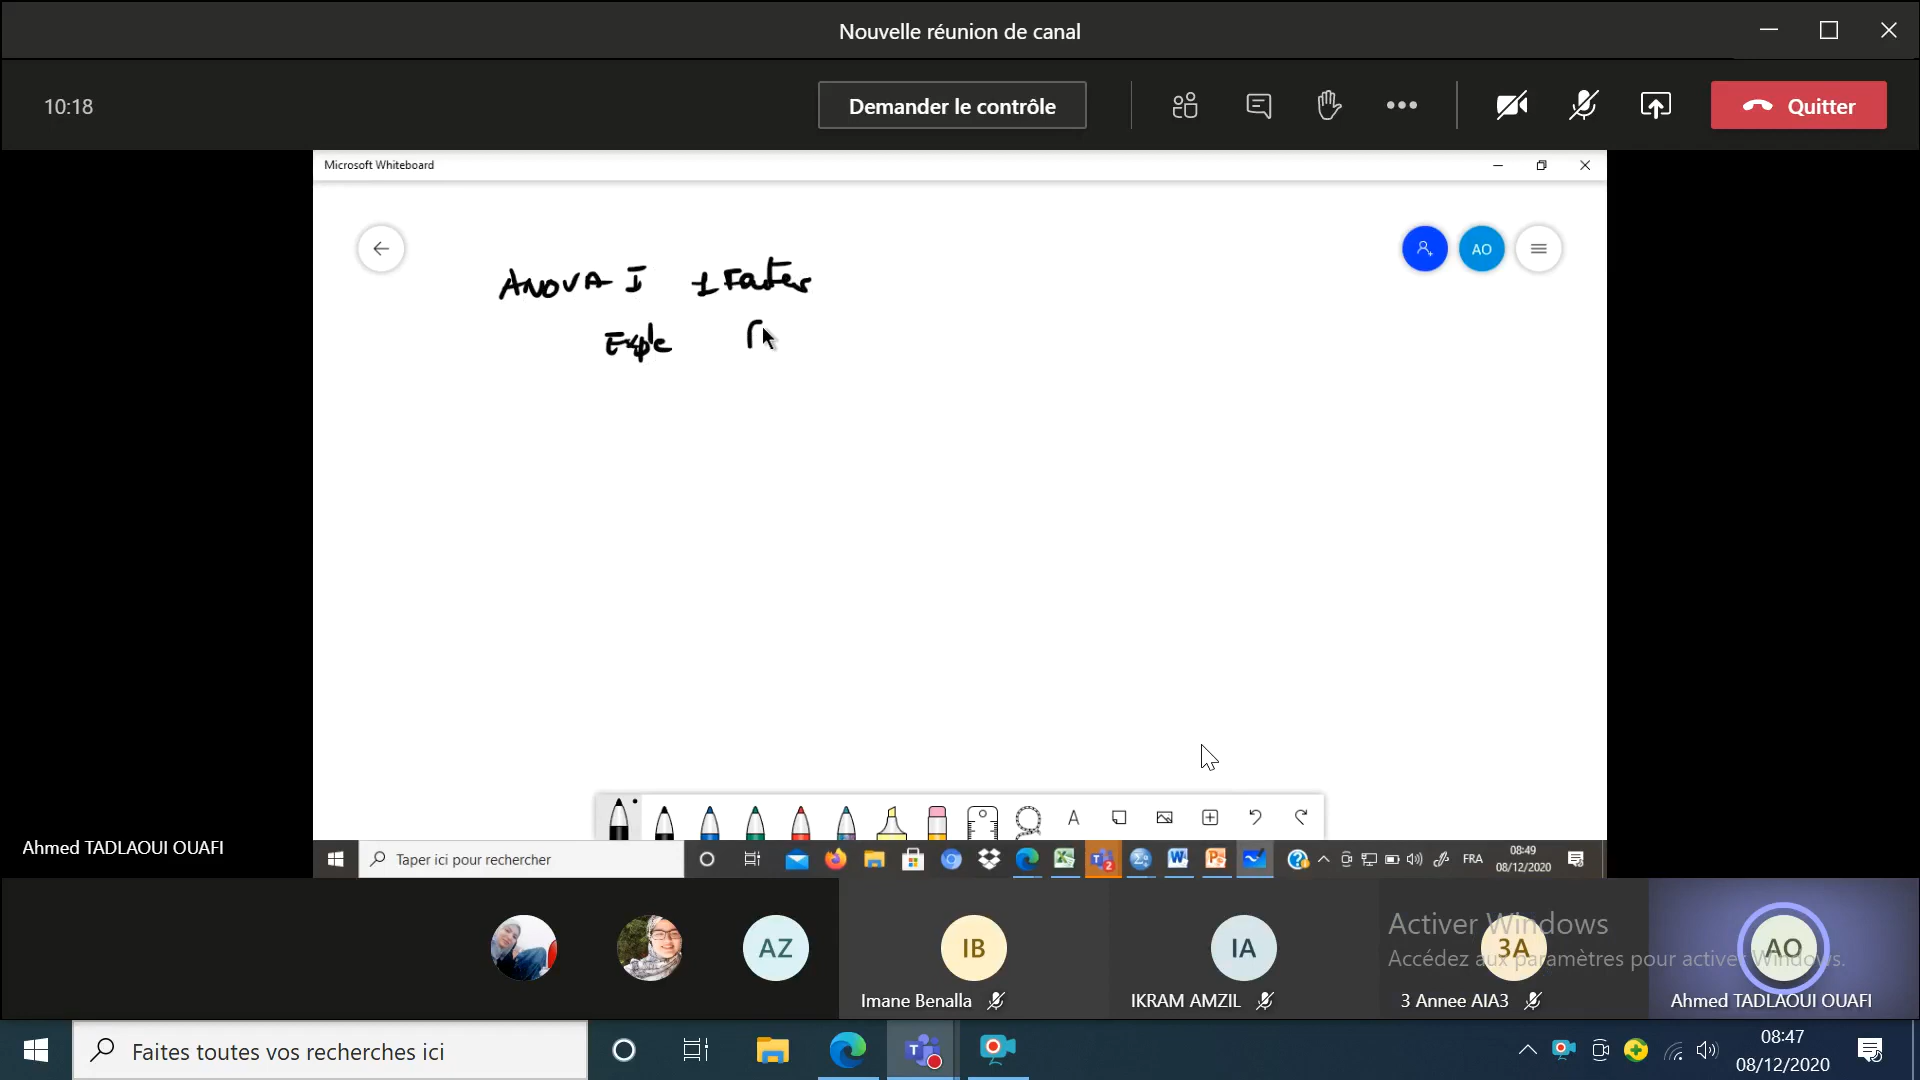 Nouvelle réunion de canal
10:18
Demander le contrôle
Quitter
Microsoft Whiteboard
AO
ANOVA I 1 Fater
Exple
A
Ahmed TADLAOUI OUAFI
Taper ici pour rechercher
2
FRA
08:49
08/12/2020
AZ
IB
IA
3A
AO
Imane Benalla
IKRAM AMZIL
3 Annee AIA3
Ahmed TADLAOUI OUAFI
Activer Windows
Accédez aux paramètres pour activer Windows.
Faites toutes vos recherches ici
08:47
08/12/2020